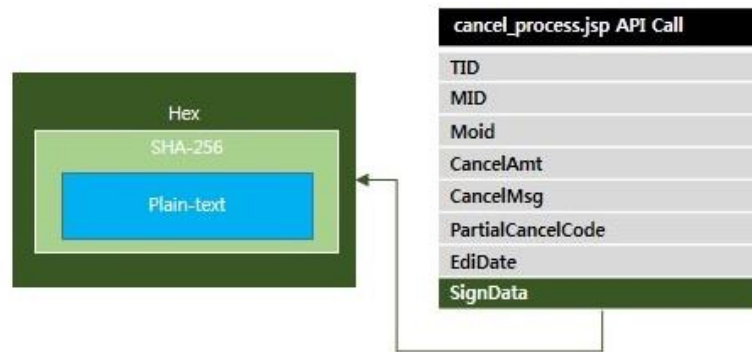 cancel_process.jsp API Call
TID
MID
Moid
CancelAmt
CancelMsg
PartialCancelCode
EdiDate
SignData
Hex
SHA-256
Plain-text